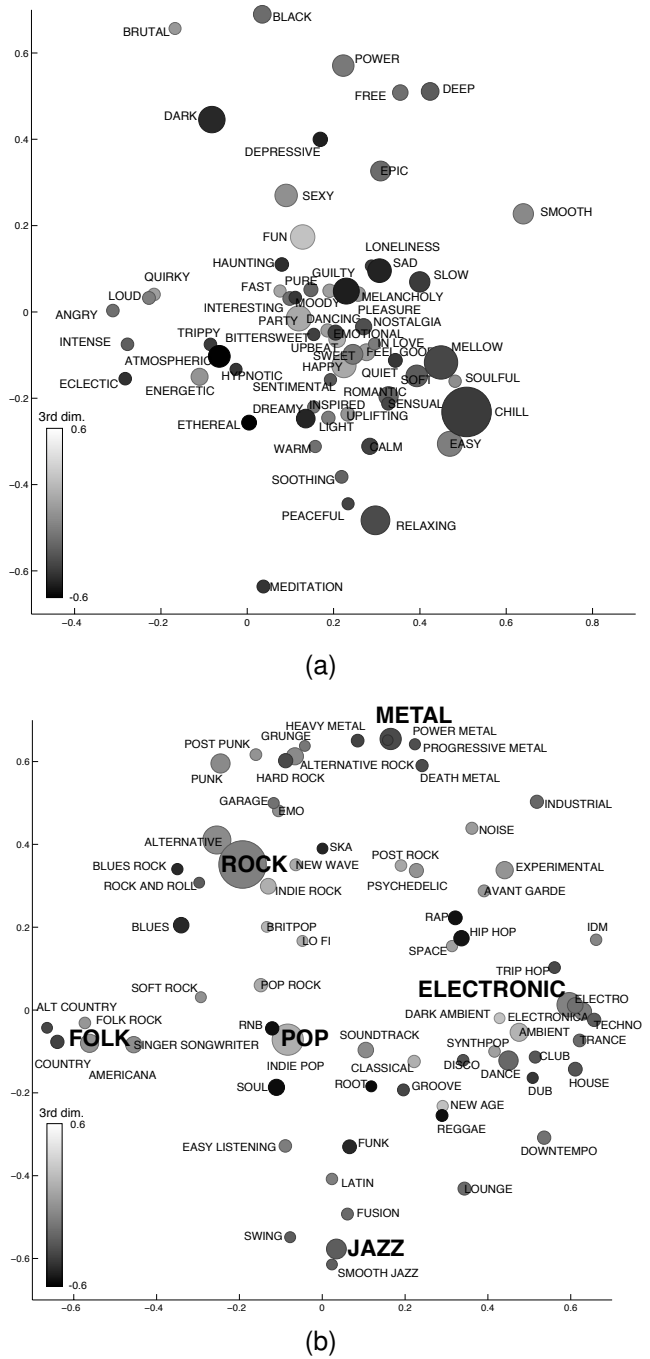 0.6
BRUTAL
BLACK
POWER
FREE
DEEP
DARK
0.4
DEPRESSIVE
EPIC
SEXY
0.2
SMOOTH
FUN
LONELINESS
HAUNTING
GUILTY
SAD
QUIRKY
FAST
PURE
SLOW
LOUD
INTERESTING
MOODY
MELANCHOLY
0
ANGRY
PARTY
DANCING
PLEASURE
NOSTALGIA
INTENSE
TRIPPY
BITTERSWEET
EMOTIONAL
UPBEAT
IN LOVE
ATMOSPHERIC
SWEET
FEEL GOOD
MELLOW
HAPPY
ECLECTIC
ENERGETIC
HYPNOTIC
QUIET
SOFT
SOULFUL
SENTIMENTAL
ROMANTIC
-0.2
DREAMY
INSPIRED
SENSUAL
CHILL
UPLIFTING
ETHEREAL
LIGHT
3rd dim.
0.6
WARM
CALM
EASY
SOOTHING
-0.4
PEACEFUL
RELAXING
-0.6
-0.6
MEDITATION
-0.4
-0.2
0
0.2
0.4
0.6
0.8
(a)
METAL
HEAVY METAL
POWER METAL
GRUNGE
POST PUNK
PROGRESSIVE METAL
0.6
ALTERNATIVE ROCK
PUNK
HARD ROCK
DEATH METAL
GARAGE
INDUSTRIAL
EMO
NOISE
0.4
ALTERNATIVE
SKA
POST ROCK
BLUES ROCK
ROCK
NEW WAVE
EXPERIMENTAL
ROCK AND ROLL
INDIE ROCK
PSYCHEDELIC
AVANT GARDE
RAP
0.2
BLUES
BRITPOP
HIP HOP
IDM
LO FI
SPACE
TRIP HOP
SOFT ROCK
POP ROCK
ELECTRONIC
ELECTRO
0
ALT COUNTRY
FOLK ROCK
RNB
DARK AMBIENT
ELECTRONICA
TECHNO
FOLK
SINGER SONGWRITER
POP
SOUNDTRACK
AMBIENT
TRANCE
COUNTRY
SYNTHPOP
AMERICANA
INDIE POP
CLASSICAL
DISCO
DANCE
CLUB
SOUL
ROOT
GROOVE
DUB
HOUSE
-0.2
NEW AGE
3rd dim.
0.6
REGGAE
EASY LISTENING
FUNK
DOWNTEMPO
-0.4
LATIN
LOUNGE
FUSION
SWING
JAZZ
-0.6
-0.6
SMOOTH JAZZ
-0.6
-0.4
-0.2
0
0.2
0.4
0.6
(b)